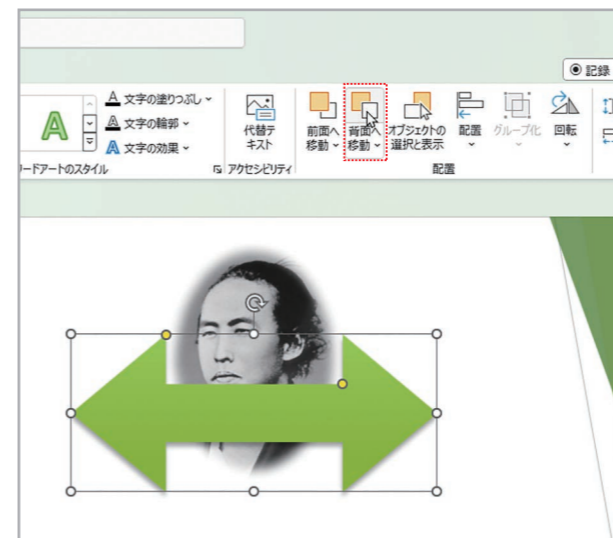 記録
A 文字の塗りつぶし
A 文字の輪郭
A 文字の効果
A
代替テ
キスト
前面へ
移動
背面へ
移動
オブジェクトの
選択と表示
配置
グループ化
回転
ードアートのスタイル
アクセシビリティ
配置